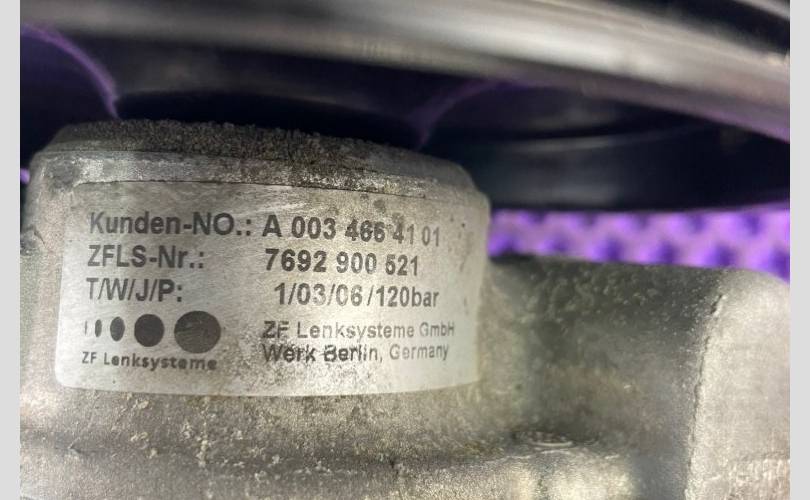 Kunden-NO.: A 003 466 41 01
ZFLS-Nr.: 7692 900 521
T/W/J/P: 1/03/06/120bar
ZF Lenksysteme GmbH
ZF Lenksysteme
Werk Berlin, Germany